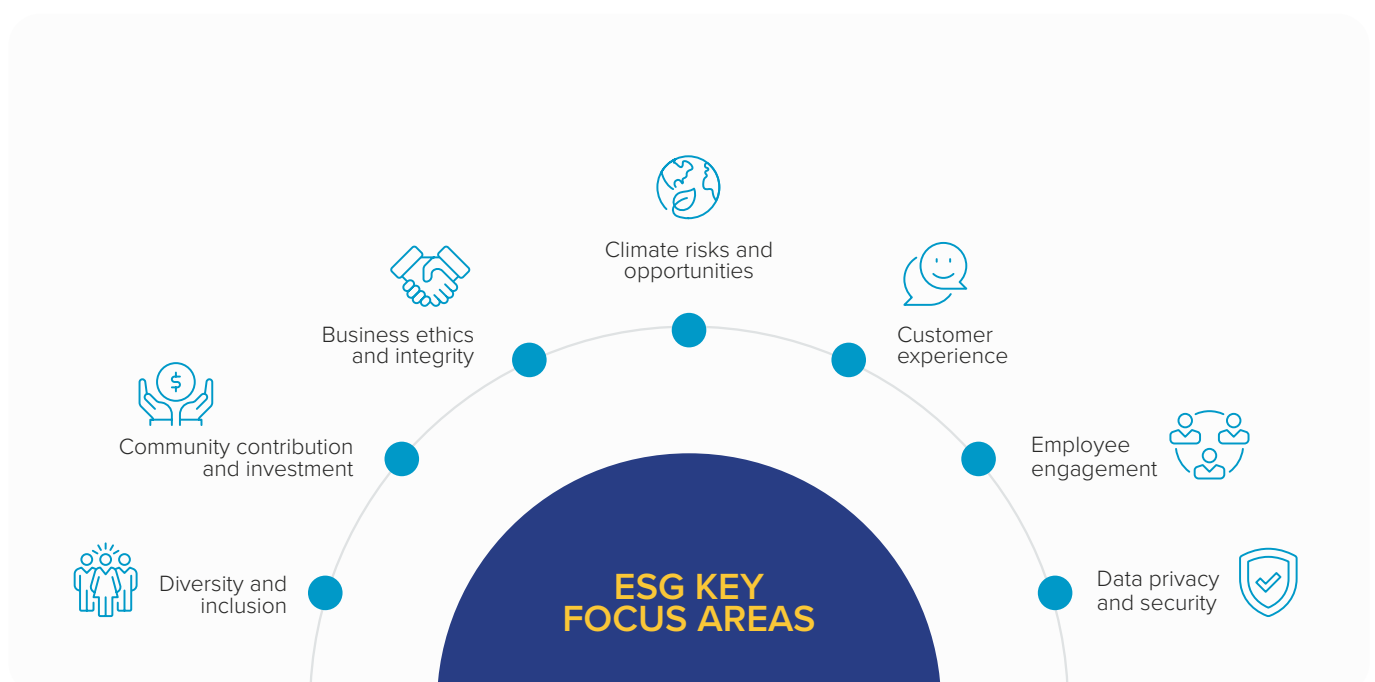 Climate risks and
opportunities
Business ethics
and integrity
Customer
experience
$
Community contribution
and investment
Employee
engagement
Diversity and
inclusion
Data privacy
and security
ESG KEY
FOCUS AREAS